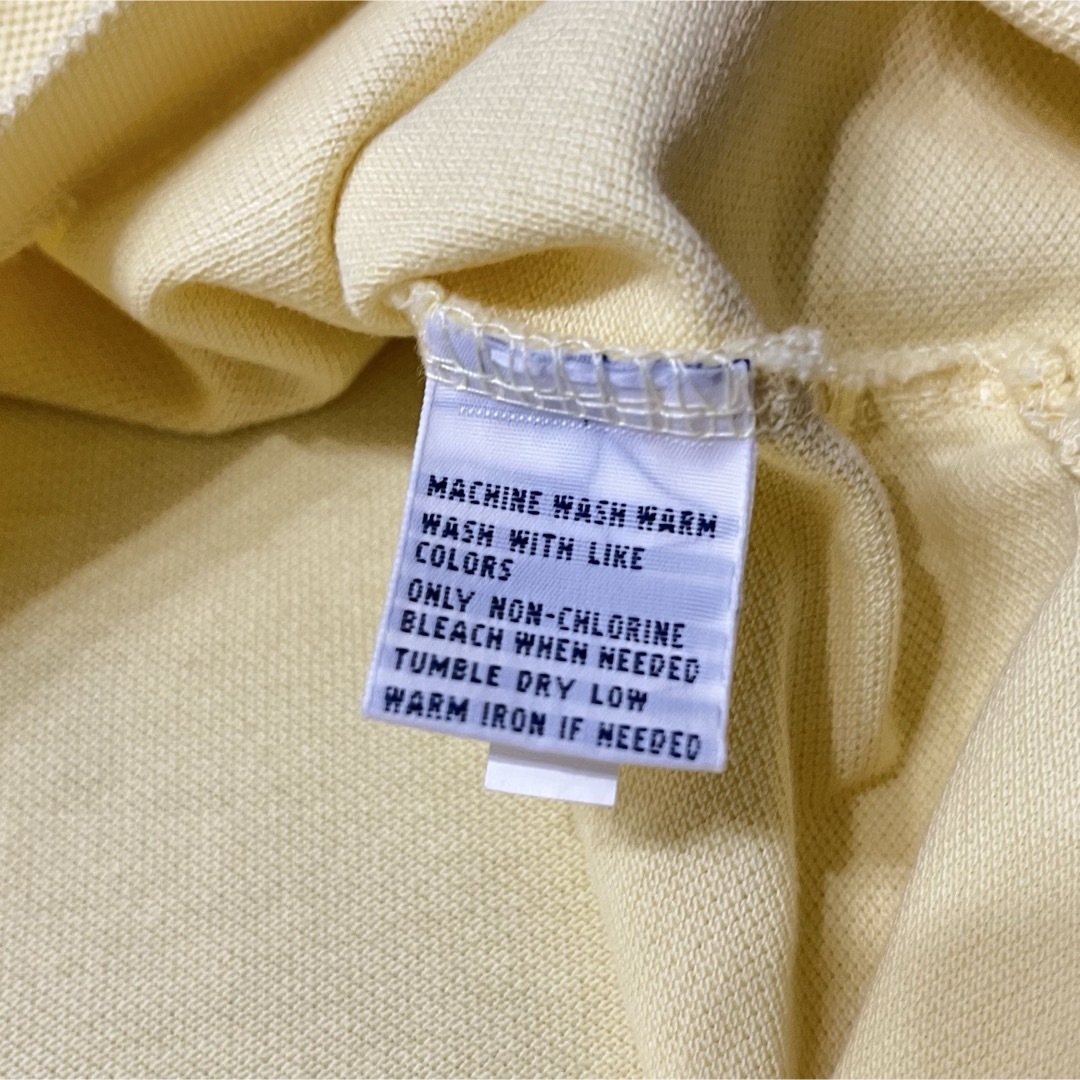 MACHINE WASH WARM
WASH WITH LIKE
COLORS
ONLY NON-CHLORINE
BLEACH WHEN NEEDED
TUMBLE DRY LOW
WARM IRON IF NEEDED